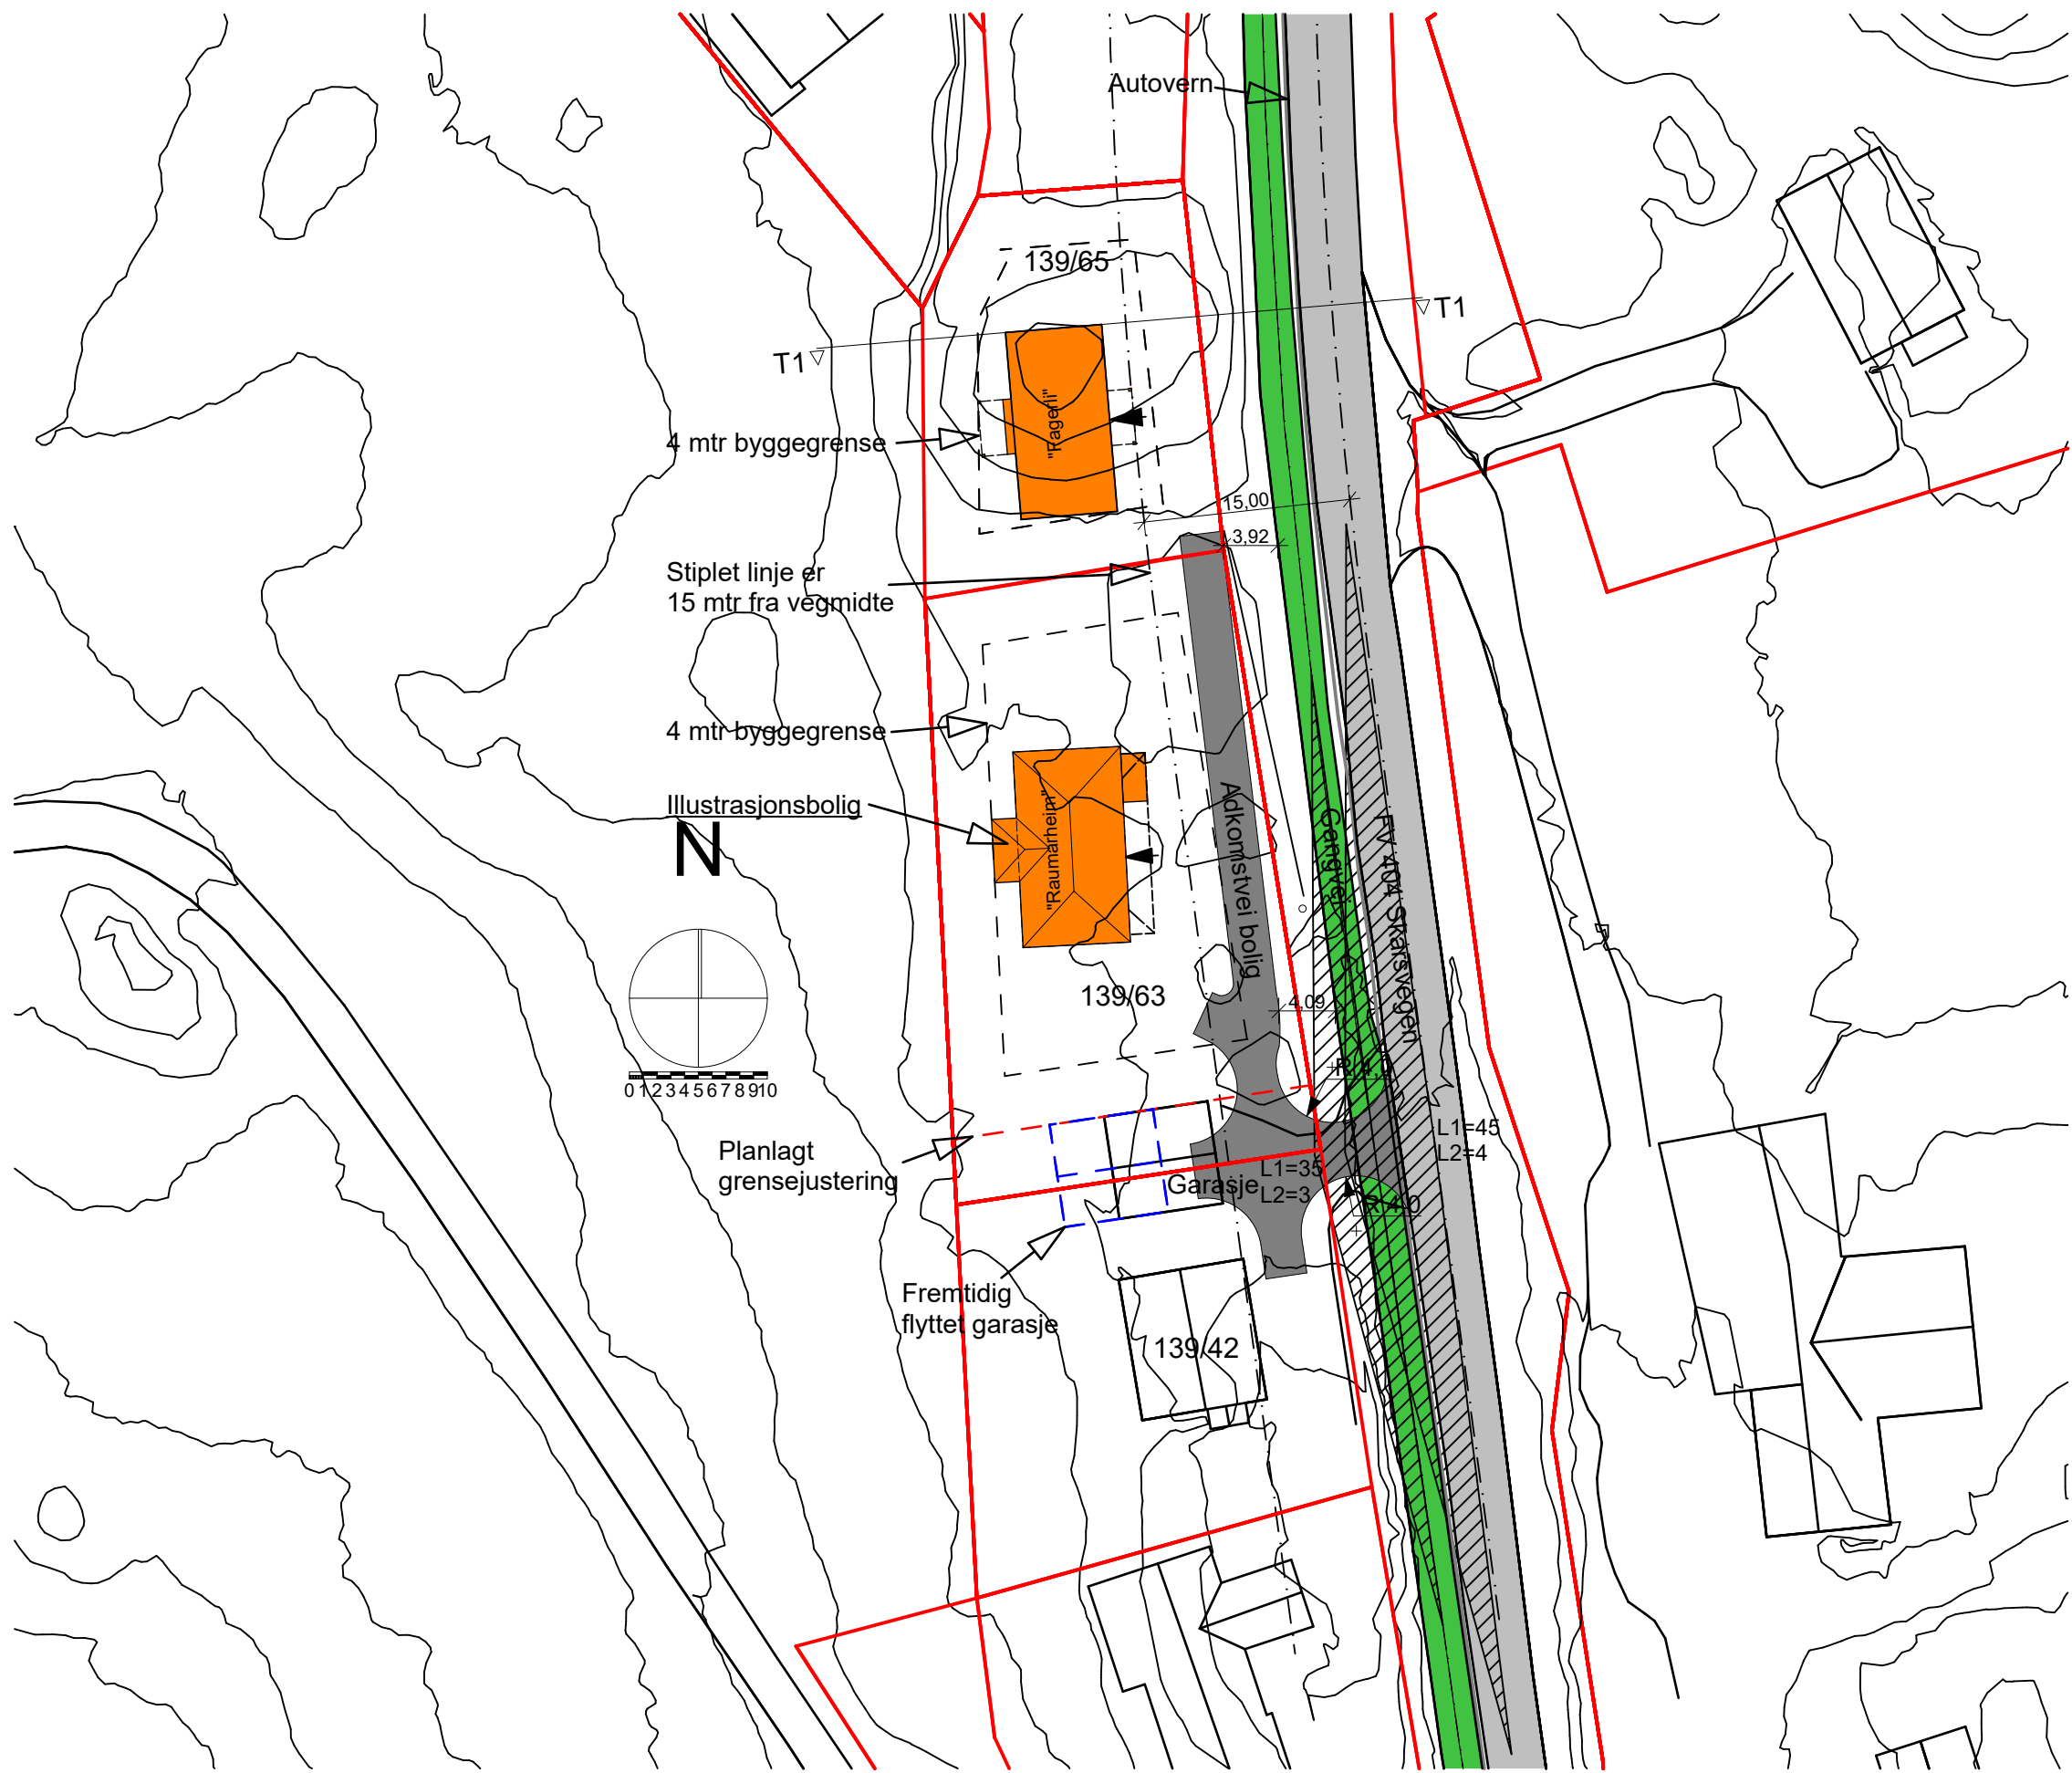 Autovern
139/65
T1
T1
"Fagerli"
4 mtr byggegrense
15,00
3,92
Stiplet linje er
15 mtr fra vegmidte
4 mtr byggegrense
Illustrasjonsbolig
N
"Raumarheim"
Adkomstvei bolig
Gangvei
FV 404 Skarsvegen
139/63
4,09
0 1 2 3 4 5 6 7 8 9 10
R 4,0
L1=45
L2=4
Planlagt
grensejustering
L1=35
L2=3
Garasje
R 4,0
Fremtidig
flyttet garasje
139/42